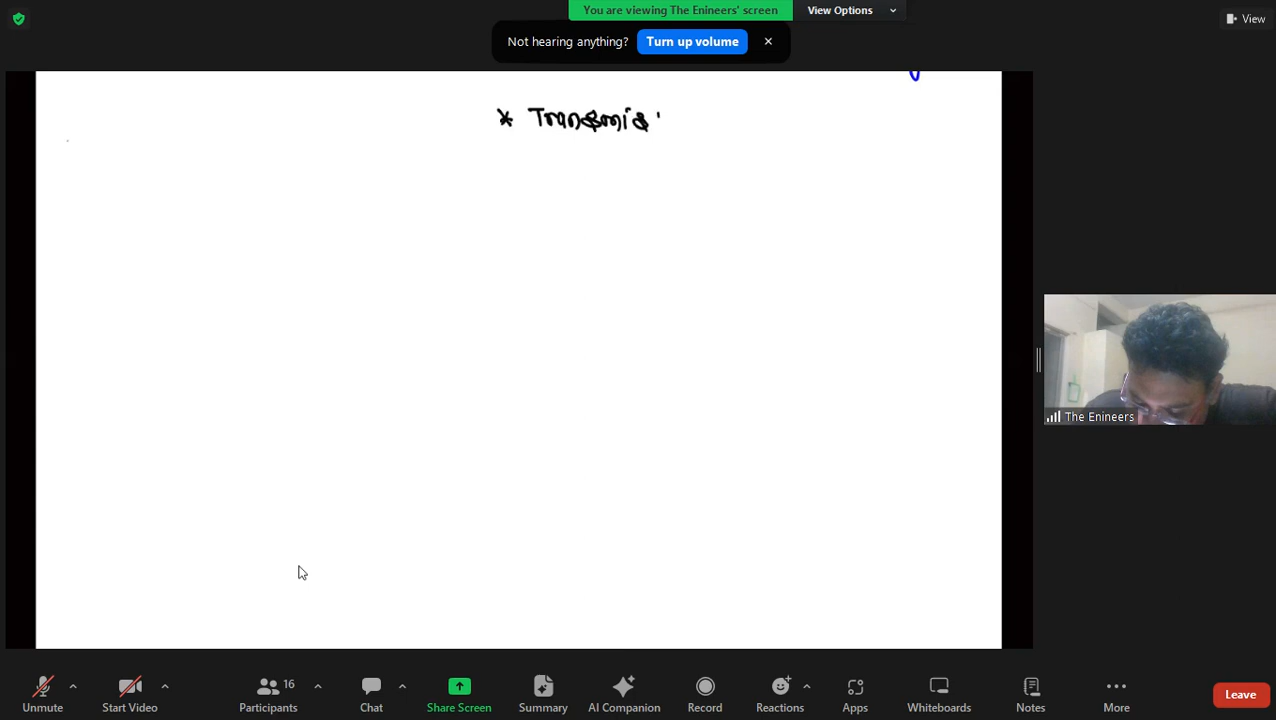 You are viewing The Enineers' screen
View Options
View
Not hearing anything?
Turn up volume
* Transmis
The Enineers
16
Unmute
Start Video
Participants
Chat
Share Screen
Summary
AI Companion
Record
Reactions
Apps
Whiteboards
Notes
More
Leave